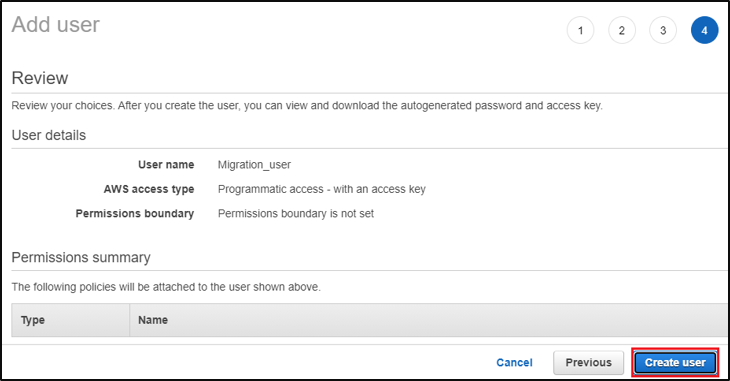 Add user
1 2 3 4
Review
Review your choices. After you create the user, you can view and download the autogenerated password and access key.
User details
User name Migration_user
AWS access type Programmatic access - with an access key
Permissions boundary Permissions boundary is not set
Permissions summary
The following policies will be attached to the user shown above.
Type Name
Cancel Previous Create user